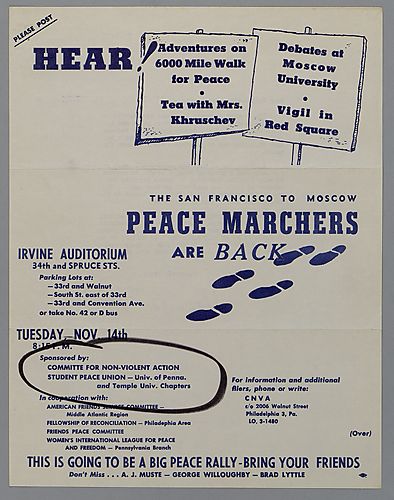 PLEASE POST
HEAR!
Adventures on
6000 Mile Walk
for Peace
•
Tea with Mrs.
Khruschev
Debates at
Moscow
University
•
Vigil in
Red Square
THE SAN FRANCISCO TO MOSCOW
PEACE MARCHERS
ARE BACK
IRVINE AUDITORIUM
34th and SPRUCE STS.
Parking Lots at:
—33rd and Walnut
—South St. east of 33rd
—33rd and Convention Ave.
or take No. 42 or D bus
TUESDAY—NOV. 14th
8:15 P.M.
Sponsored by:
COMMITTE FOR NON-VIOLENT ACTION
STUDENT PEACE UNION — Univ. of Penna.
and Temple Univ. Chapters
In cooperation with:
AMERICAN FRIENDS SERVICE COMMITTEE —
Middle Atlantic Region
FELLOWSHIP OF RECONCILIATION — Philadephia Area
FRIENDS PEACE COMMITTEE
WOMEN'S INTERNATIONAL LEAGUE FOR PEACE
AND FREEDOM — Pennsylvania Branch
For information and additional
fliers, phone or write:
CNVA
c/o 2006 Walnut Street
Philadelphia 3, Pa.
LO, 3-1480
(Over)
THIS IS GOING TO BE A BIG PEACE RALLY-BRING YOUR FRIENDS
Don't Miss . . . A. J. MUSTE — GEORGE WILLOUGHBY — BRAD LYTTLE